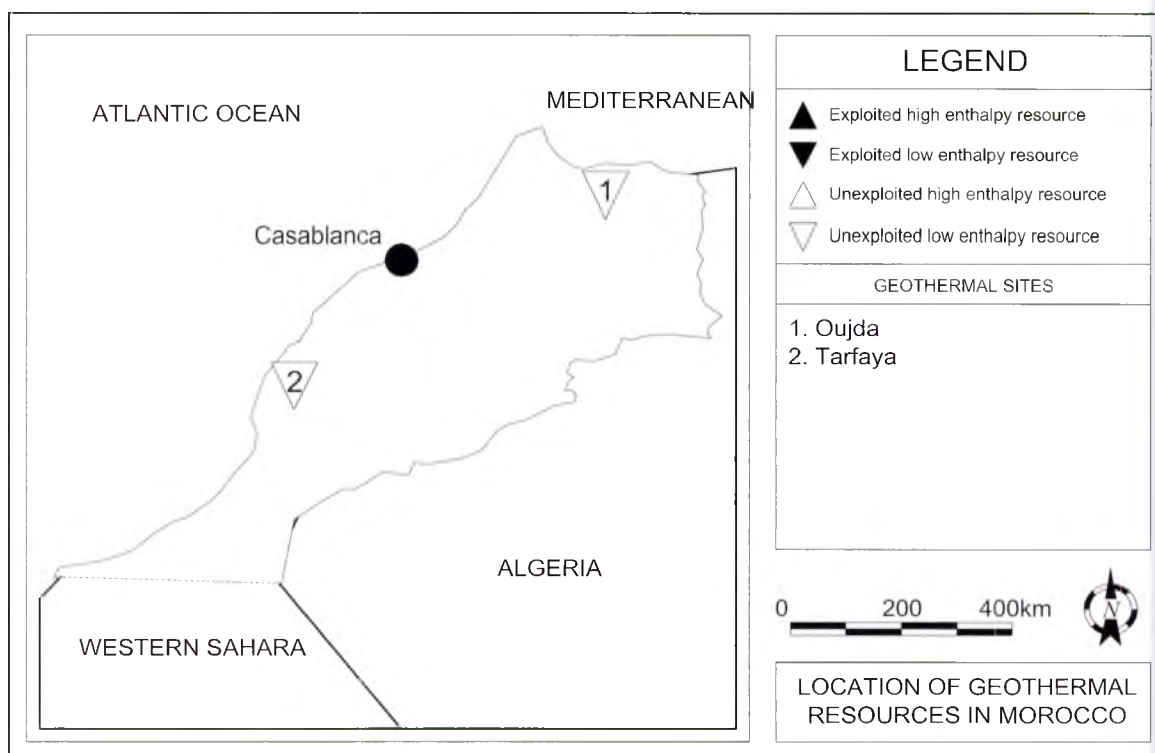 ATLANTIC OCEAN
MEDITERRANEAN
1
Casablanca
2
ALGERIA
WESTERN SAHARA
LEGEND
Exploited high enthalpy resource
Exploited low enthalpy resource
Unexploited high enthalpy resource
Unexploited low enthalpy resource
GEOTHERMAL SITES
1. Oujda
2. Tarfaya
0 200 400km
N
LOCATION OF GEOTHERMAL
RESOURCES IN MOROCCO